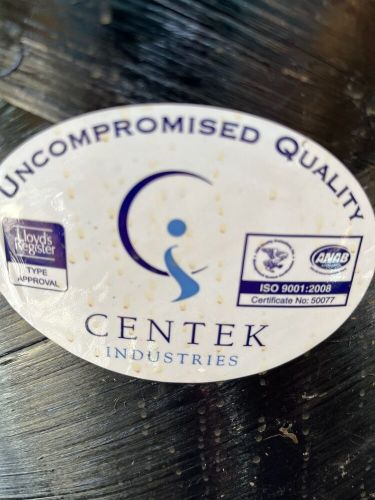 UNCOMPROMISED QUALITY
Lloyd's
Register
TYPE
APPROVAL
ANAB
ISO 9001:2008
Certificate No: 50077
CENTEK
INDUSTRIES